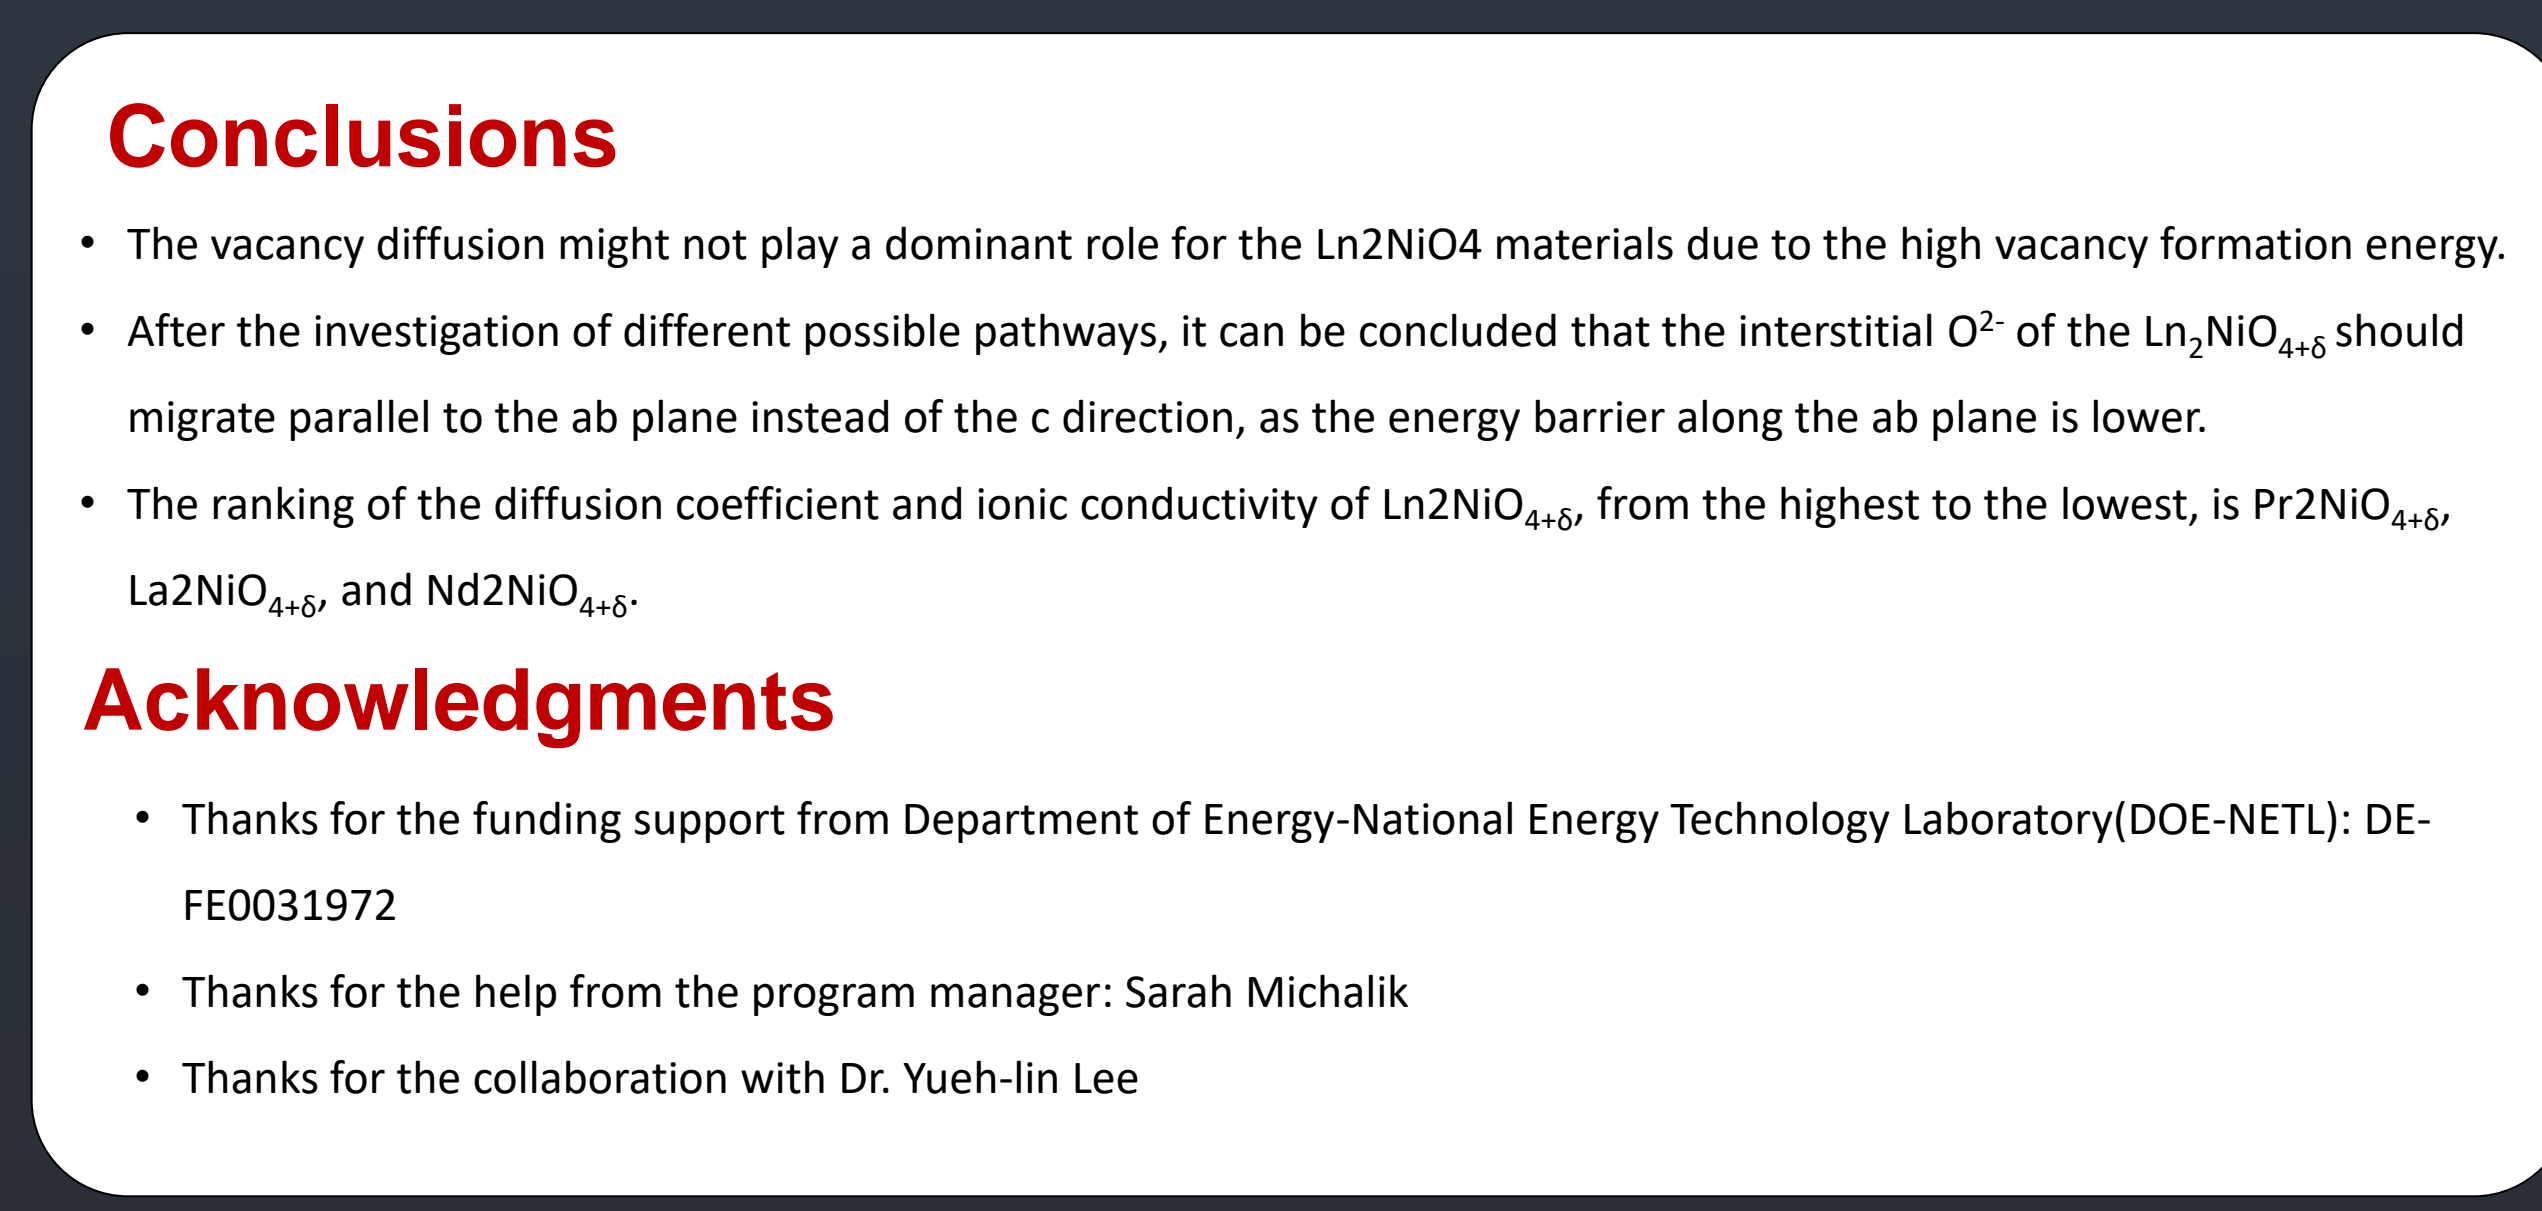 Conclusions
• The vacancy diffusion might not play a dominant role for the Ln2NiO4 materials due to the high vacancy formation energy.
• After the investigation of different possible pathways, it can be concluded that the interstitial O²⁻ of the Ln₂NiO₄₊δ should
migrate parallel to the ab plane instead of the c direction, as the energy barrier along the ab plane is lower.
• The ranking of the diffusion coefficient and ionic conductivity of Ln2NiO₄₊δ, from the highest to the lowest, is Pr2NiO₄₊δ,
La2NiO₄₊δ, and Nd2NiO₄₊δ.
Acknowledgments
• Thanks for the funding support from Department of Energy-National Energy Technology Laboratory(DOE-NETL): DE-
FE0031972
• Thanks for the help from the program manager: Sarah Michalik
• Thanks for the collaboration with Dr. Yueh-lin Lee